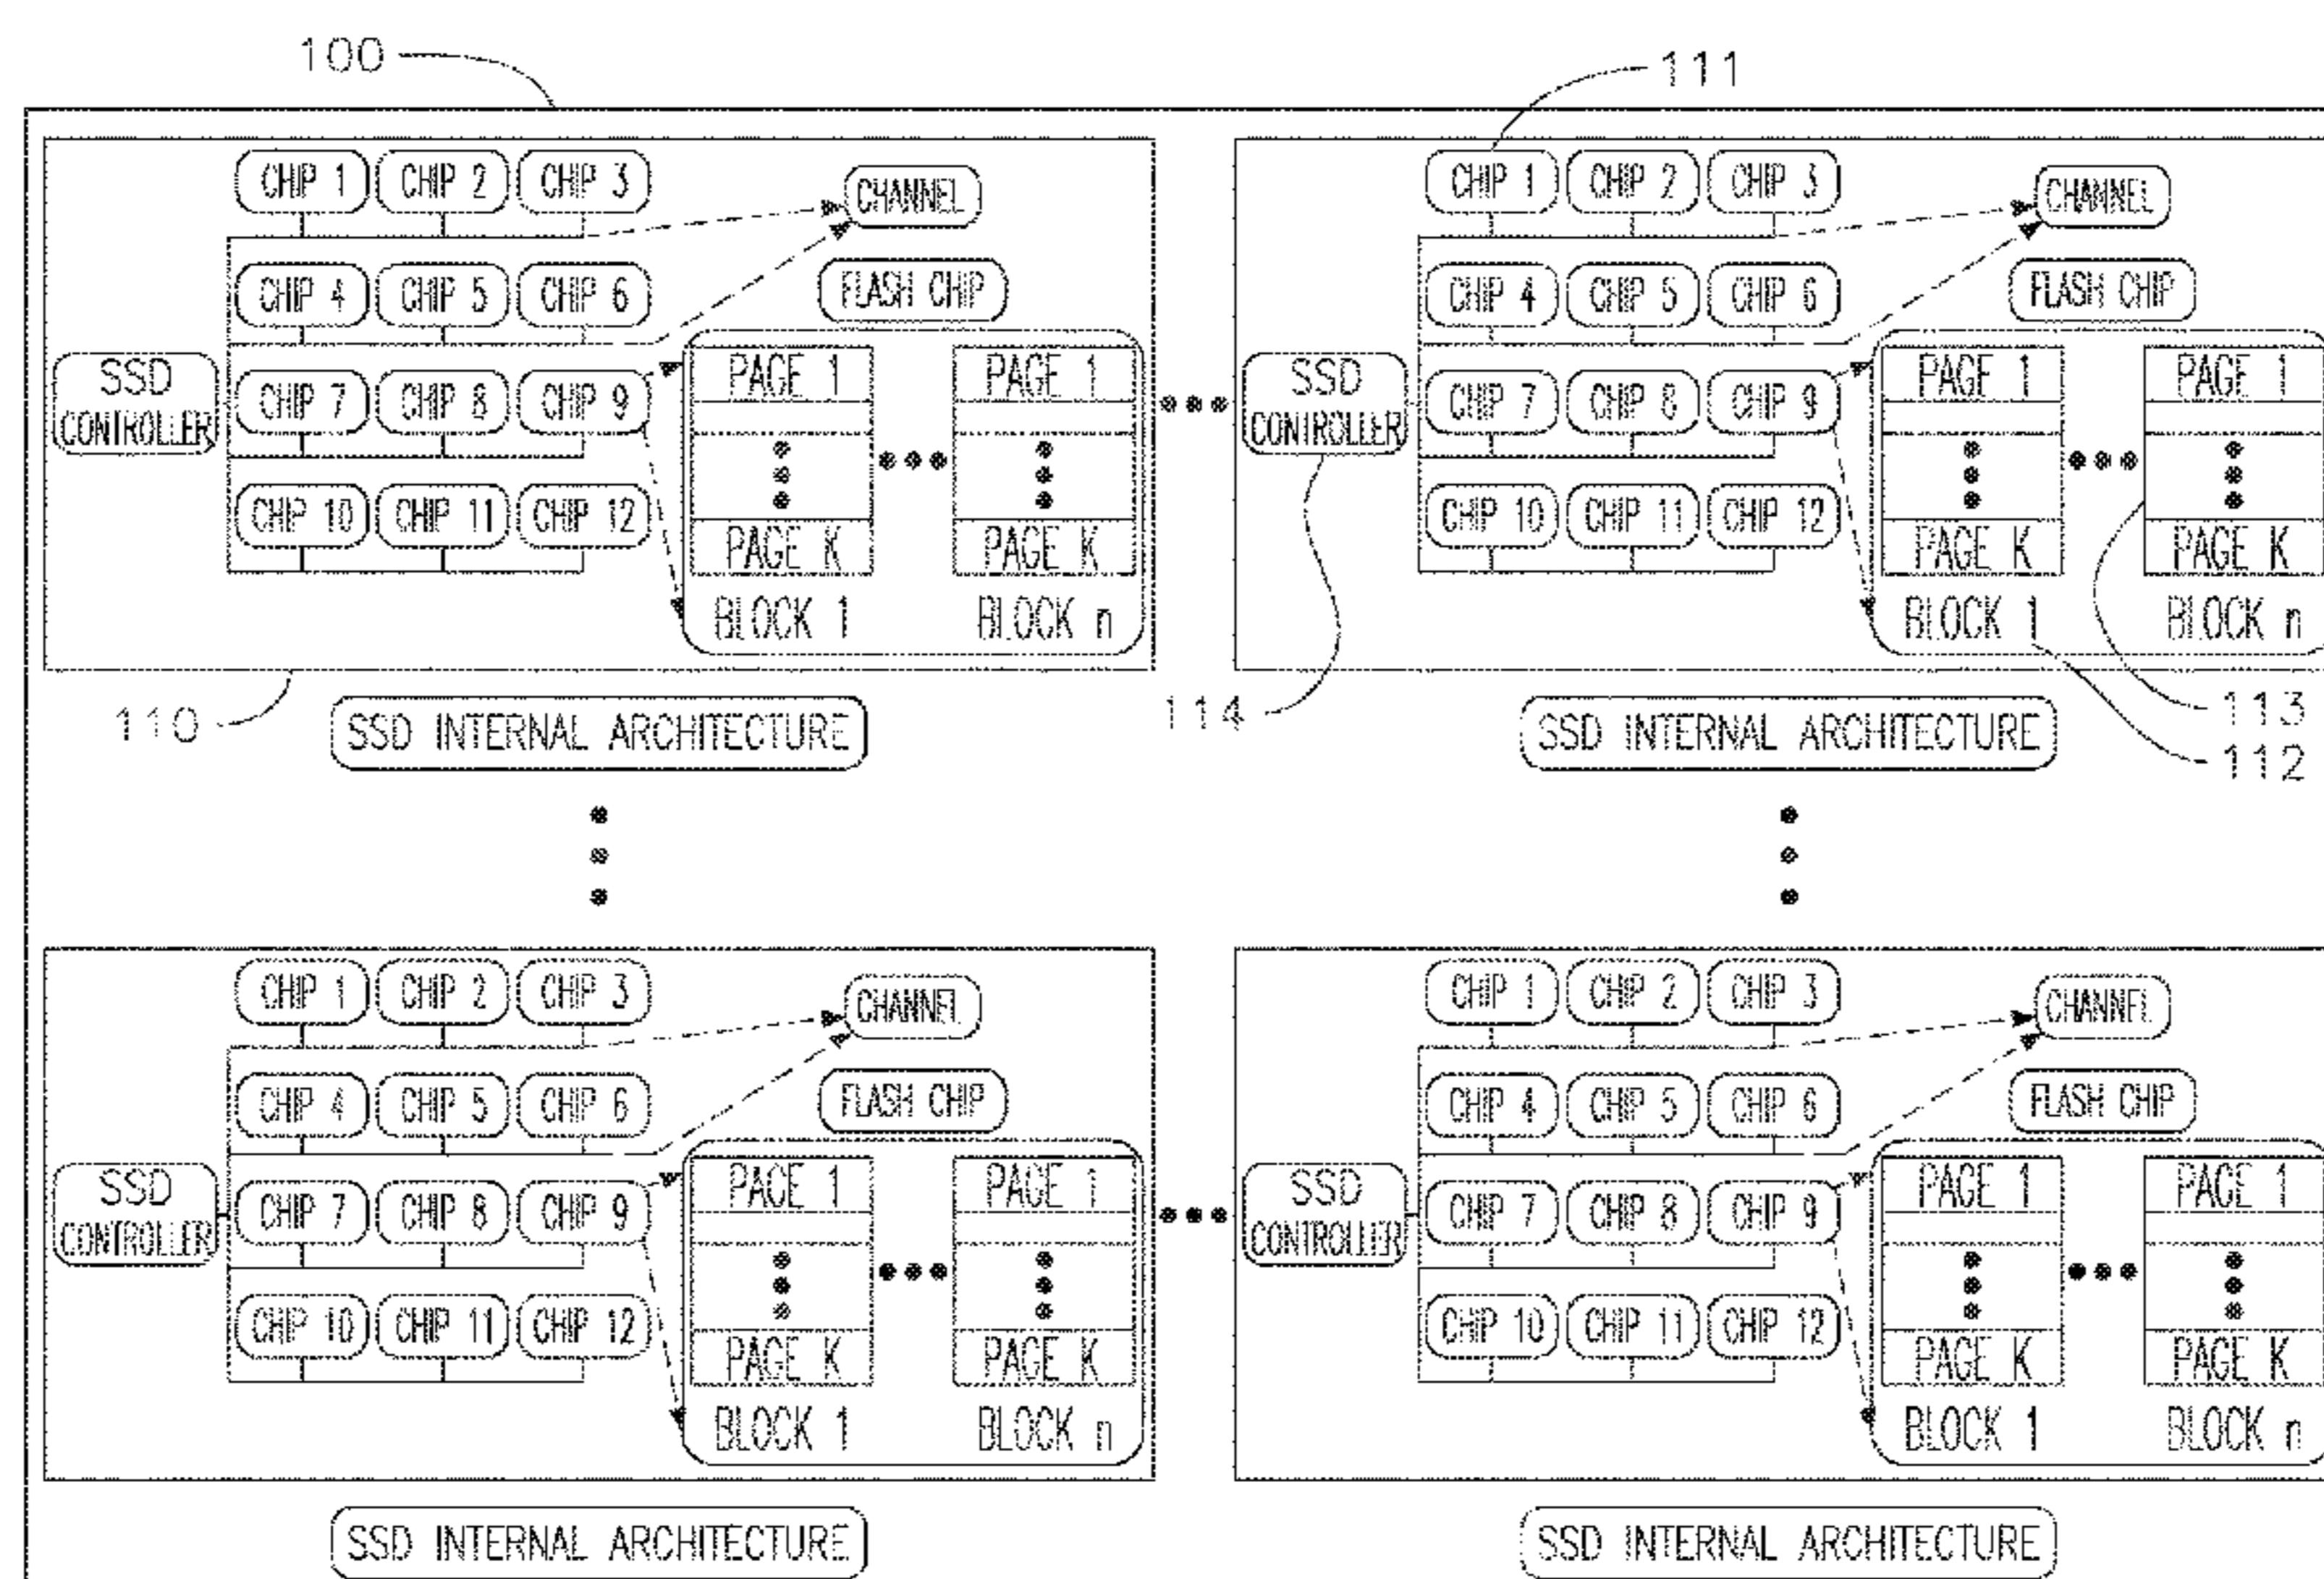 100
111
CHIP 1 CHIP 2 CHIP 3 CHANNEL
CHIP 4 CHIP 5 CHIP 6 FLASH CHIP
SSD CONTROLLER
CHIP 7 CHIP 8 CHIP 9
CHIP 10 CHIP 11 CHIP 12
PAGE 1 PAGE 1
PAGE K PAGE K
BLOCK 1 BLOCK n
CHIP 1 CHIP 2 CHIP 3 CHANNEL
CHIP 4 CHIP 5 CHIP 6 FLASH CHIP
SSD CONTROLLER
CHIP 7 CHIP 8 CHIP 9
CHIP 10 CHIP 11 CHIP 12
PAGE 1 PAGE 1
PAGE K PAGE K
BLOCK 1 BLOCK n
110
SSD INTERNAL ARCHITECTURE
114
SSD INTERNAL ARCHITECTURE
113
112
CHIP 1 CHIP 2 CHIP 3 CHANNEL
CHIP 4 CHIP 5 CHIP 6 FLASH CHIP
SSD CONTROLLER
CHIP 7 CHIP 8 CHIP 9
CHIP 10 CHIP 11 CHIP 12
PAGE 1 PAGE 1
PAGE K PAGE K
BLOCK 1 BLOCK n
CHIP 1 CHIP 2 CHIP 3 CHANNEL
CHIP 4 CHIP 5 CHIP 6 FLASH CHIP
SSD CONTROLLER
CHIP 7 CHIP 8 CHIP 9
CHIP 10 CHIP 11 CHIP 12
PAGE 1 PAGE 1
PAGE K PAGE K
BLOCK 1 BLOCK n
SSD INTERNAL ARCHITECTURE
SSD INTERNAL ARCHITECTURE